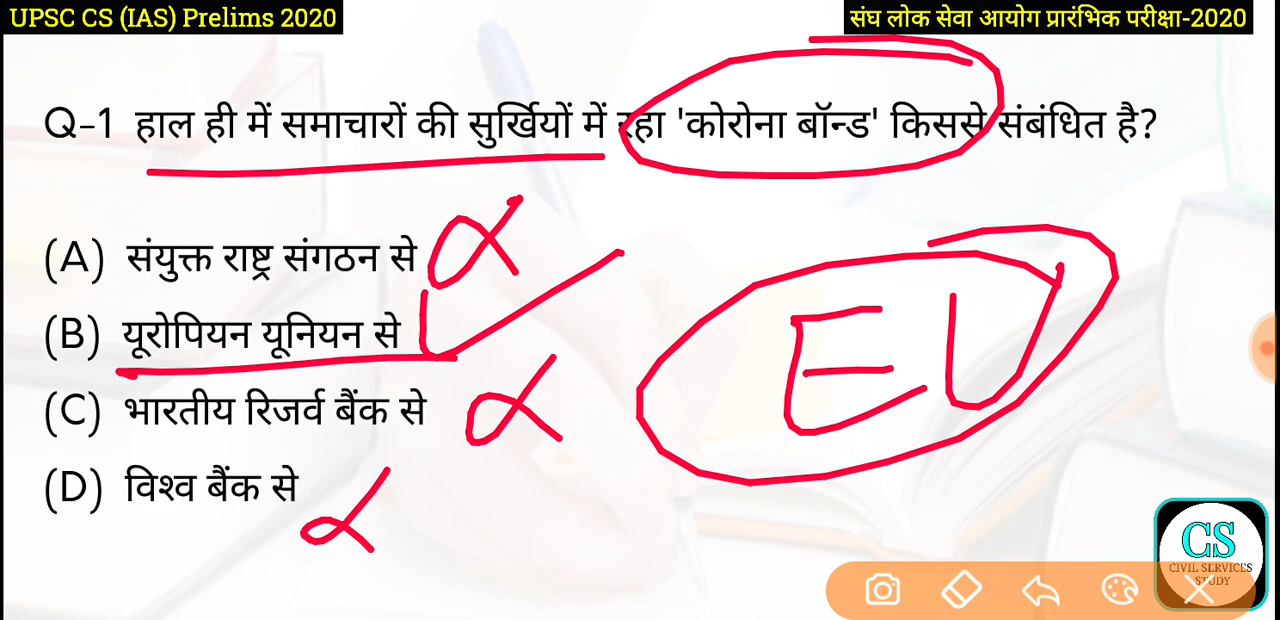 UPSC CS (IAS) Prelims 2020
संघ लोक सेवा आयोग प्रारंभिक परीक्षा-2020
Q-1 हाल ही में समाचारों की सुर्खियों में रहा 'कोरोना बॉन्ड' किससे संबंधित है?
(A) संयुक्त राष्ट्र संगठन से
(B) यूरोपियन यूनियन से
EU
(C) भारतीय रिजर्व बैंक से
(D) विश्व बैंक से
CS
CIVIL SERVICES
STUDY